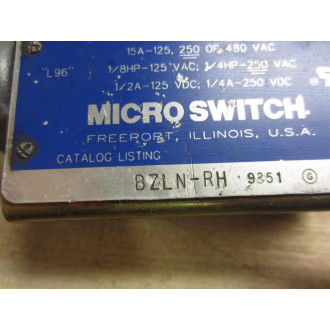 15A-125, 250 OR 480 VAC
"L96" 1/8HP-125 VAC; 1/4HP-250 VAC
1/2A-125 VDC; 1/4A-250 VDC
MICRO SWITCH
FREEPORT, ILLINOIS, U.S.A.
CATALOG LISTING
BZLN-RH 9351 G